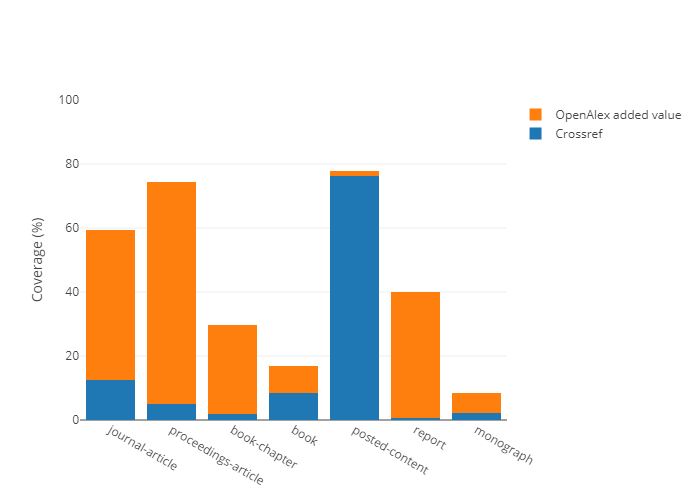 100
80
60
40
20
0
Coverage (%)
journal-article
proceedings-article
book-chapter
book
posted-content
report
monograph
OpenAlex added value
Crossref